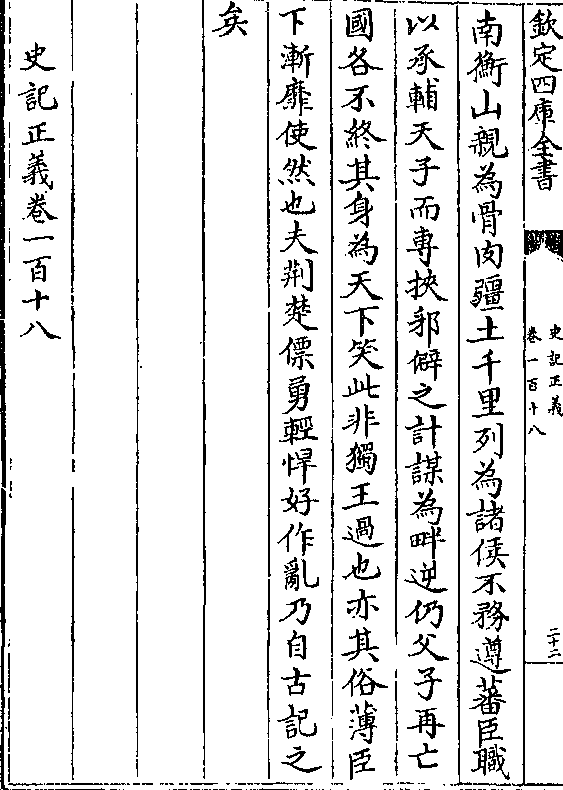 欽定四庫全書
史記正義
卷一百十八
二十二
南衡山親為骨肉疆土千里列為諸侯不務遵蕃臣職
以承輔天子而專挾邪僻之計謀為畔逆仍父子再亡
國各不終其身為天下笑此非獨王過也亦其俗薄臣
下漸靡使然也夫荆楚僄勇輕悍好作亂乃自古記之
矣
史記正義卷一百十八